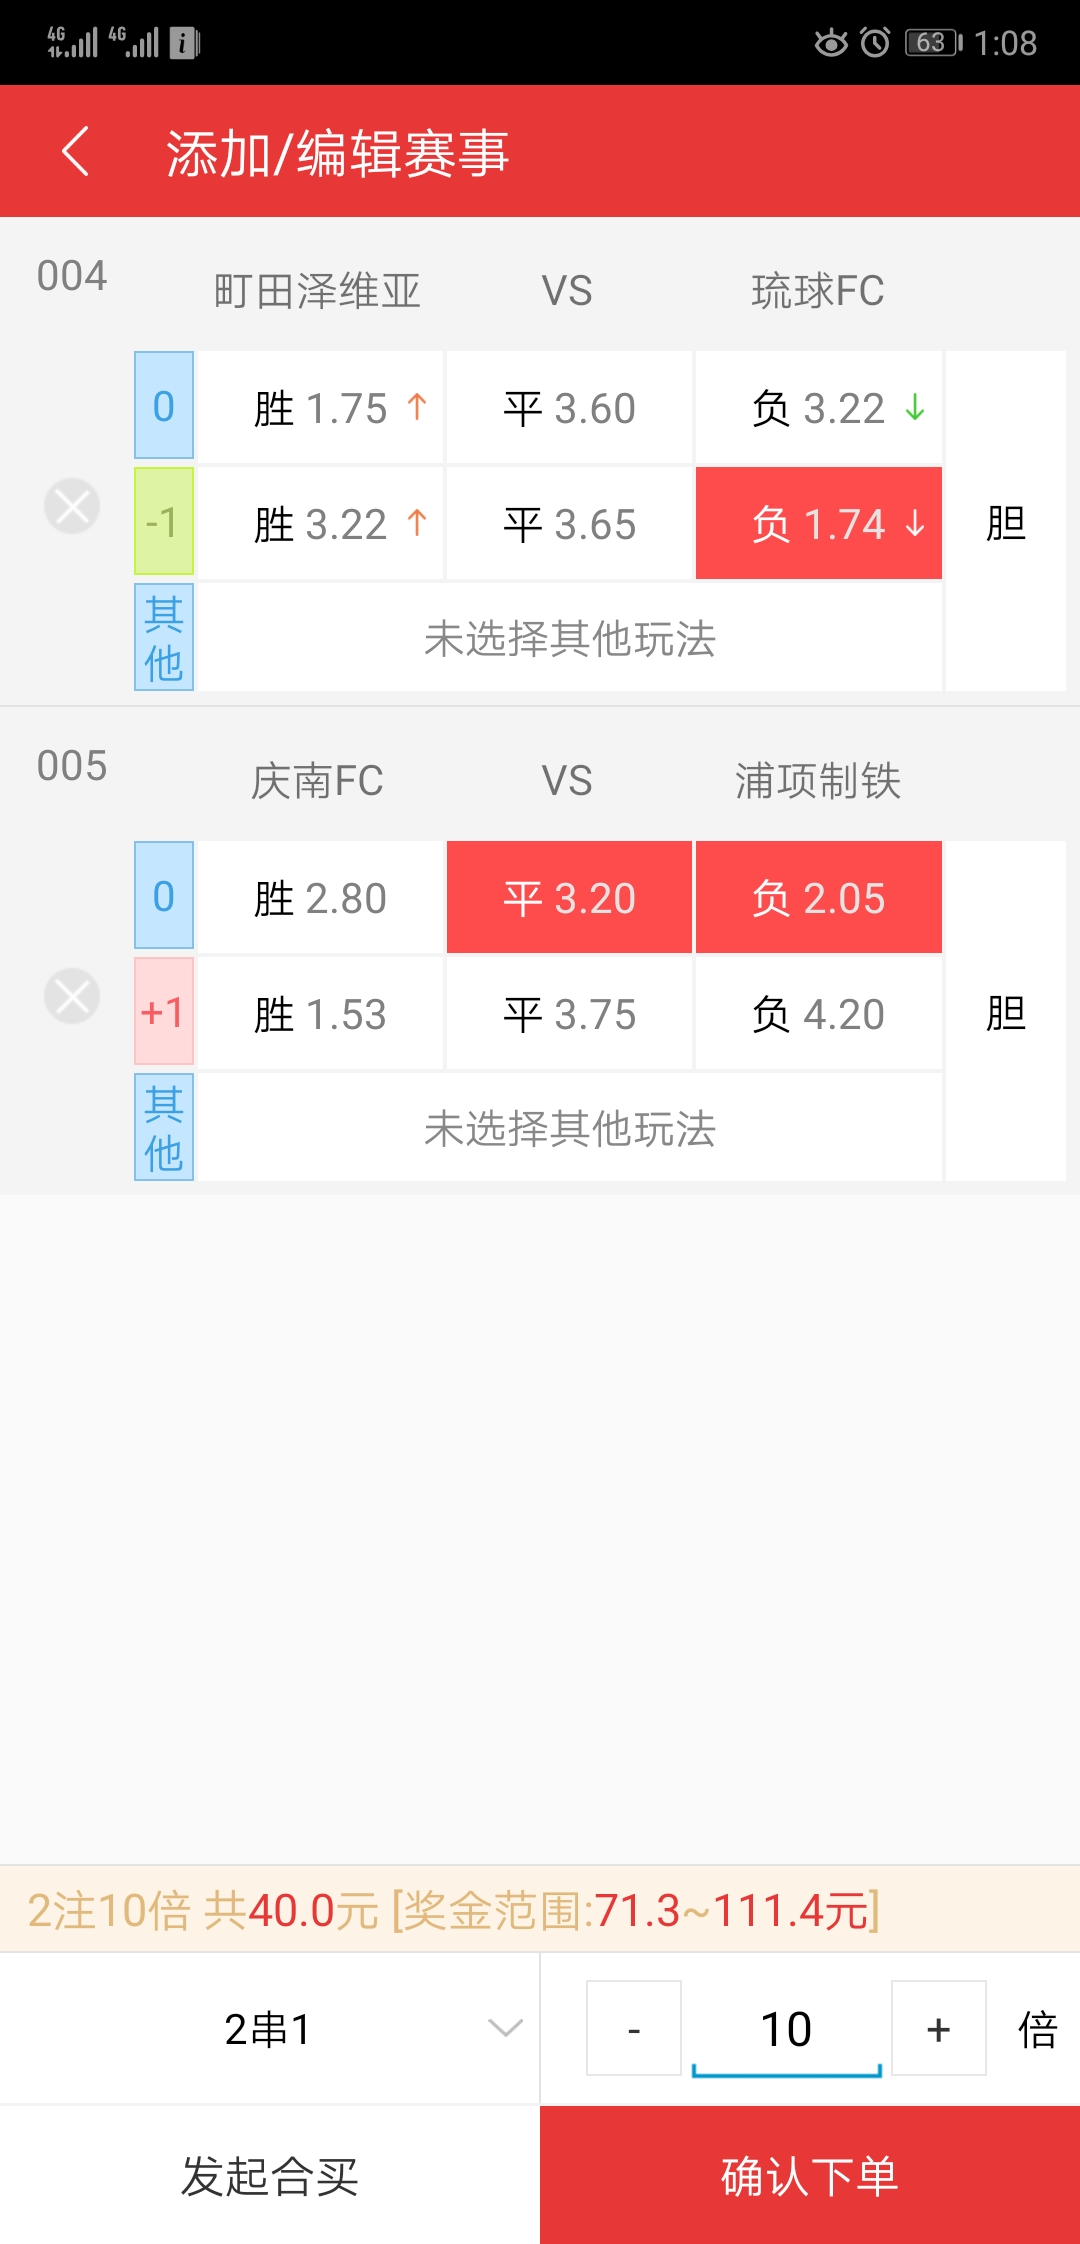 4G 4G i 63 1:08
添加/编辑赛事
004 町田泽维亚 VS 琉球FC
0 胜 1.75 ↑ 平 3.60 负 3.22 ↓
-1 胜 3.22 ↑ 平 3.65 负 1.74 ↓ 胆
其他 未选择其他玩法
005 庆南FC VS 浦项制铁
0 胜 2.80 平 3.20 负 2.05
+1 胜 1.53 平 3.75 负 4.20 胆
其他 未选择其他玩法
2注10倍 共40.0元 [奖金范围:71.3~111.4元]
2串1 - 10 + 倍
发起合买 确认下单